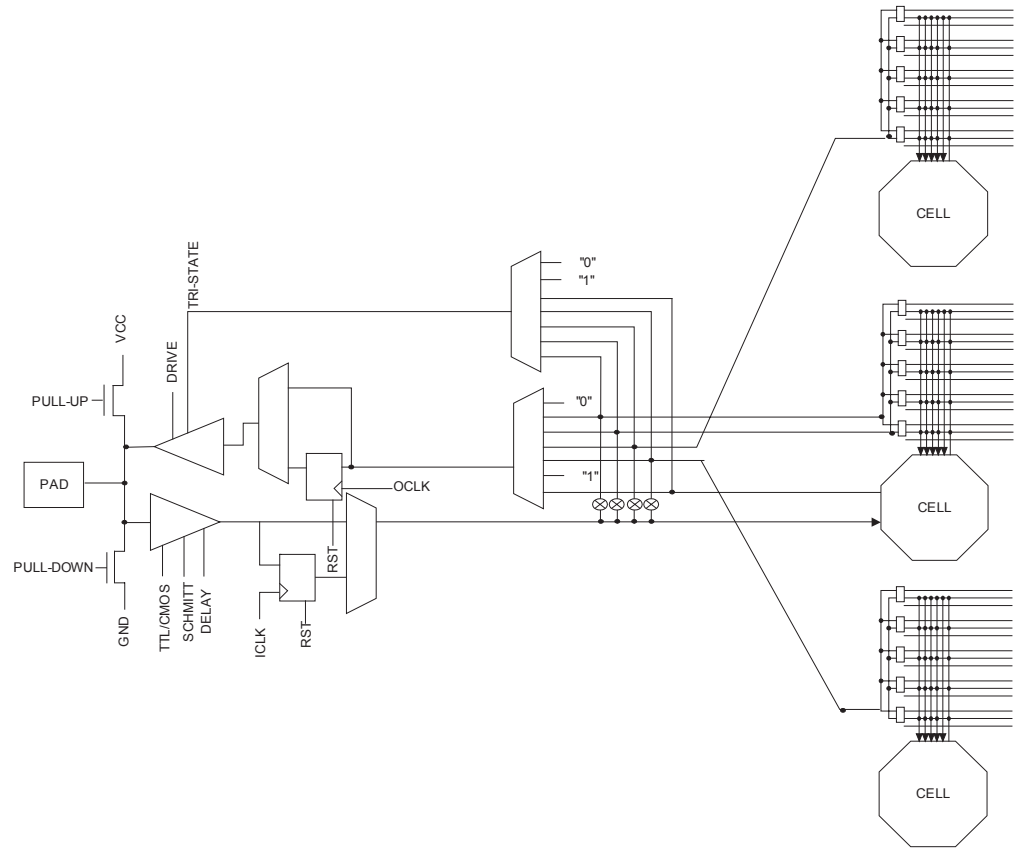 CELL
"0"
"1"
TRI-STATE
VCC
DRIVE
PULL-UP
"0"
"1"
PAD
OCLK
CELL
RST
PULL-DOWN
GND
TTL/CMOS
SCHMITT
DELAY
ICLK
RST
CELL